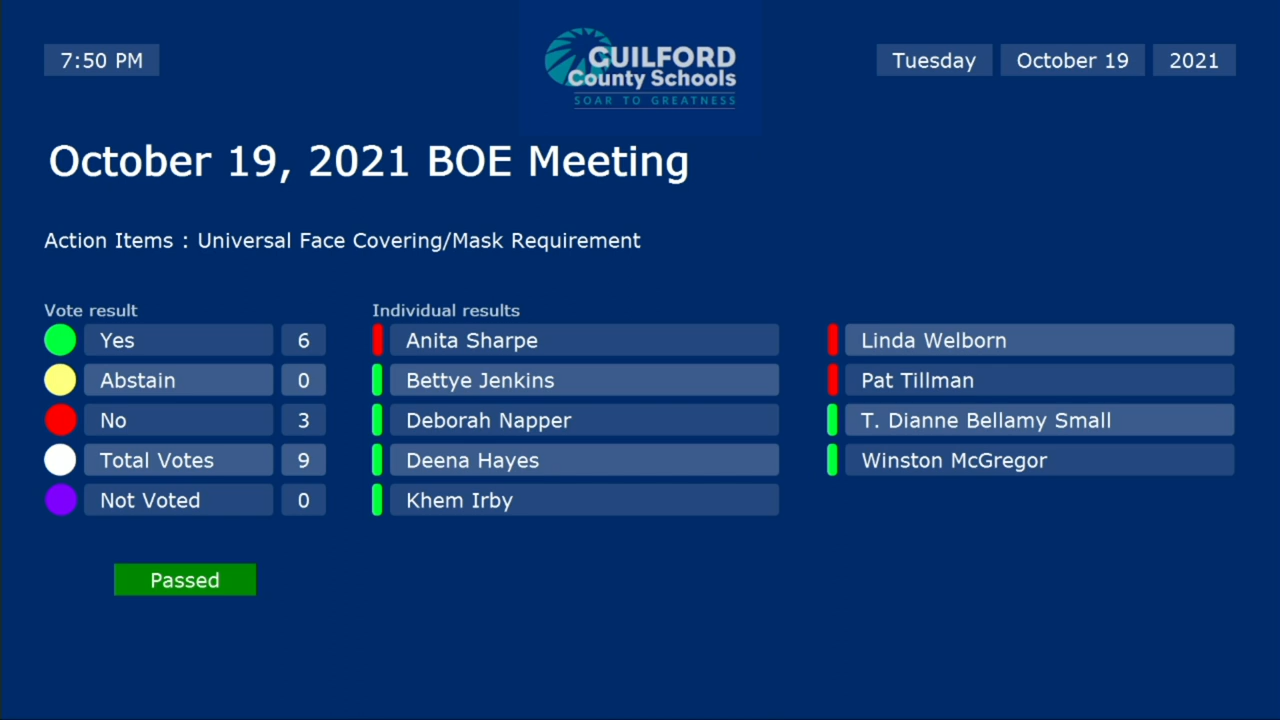 7:50 PM
GUILFORD
County Schools
SOAR TO GREATNESS
Tuesday October 19 2021
October 19, 2021 BOE Meeting
Action Items : Universal Face Covering/Mask Requirement
Vote result
Yes 6
Abstain 0
No 3
Total Votes 9
Not Voted 0
Passed
Individual results
Anita Sharpe
Bettye Jenkins
Deborah Napper
Deena Hayes
Khem Irby
Linda Welborn
Pat Tillman
T. Dianne Bellamy Small
Winston McGregor